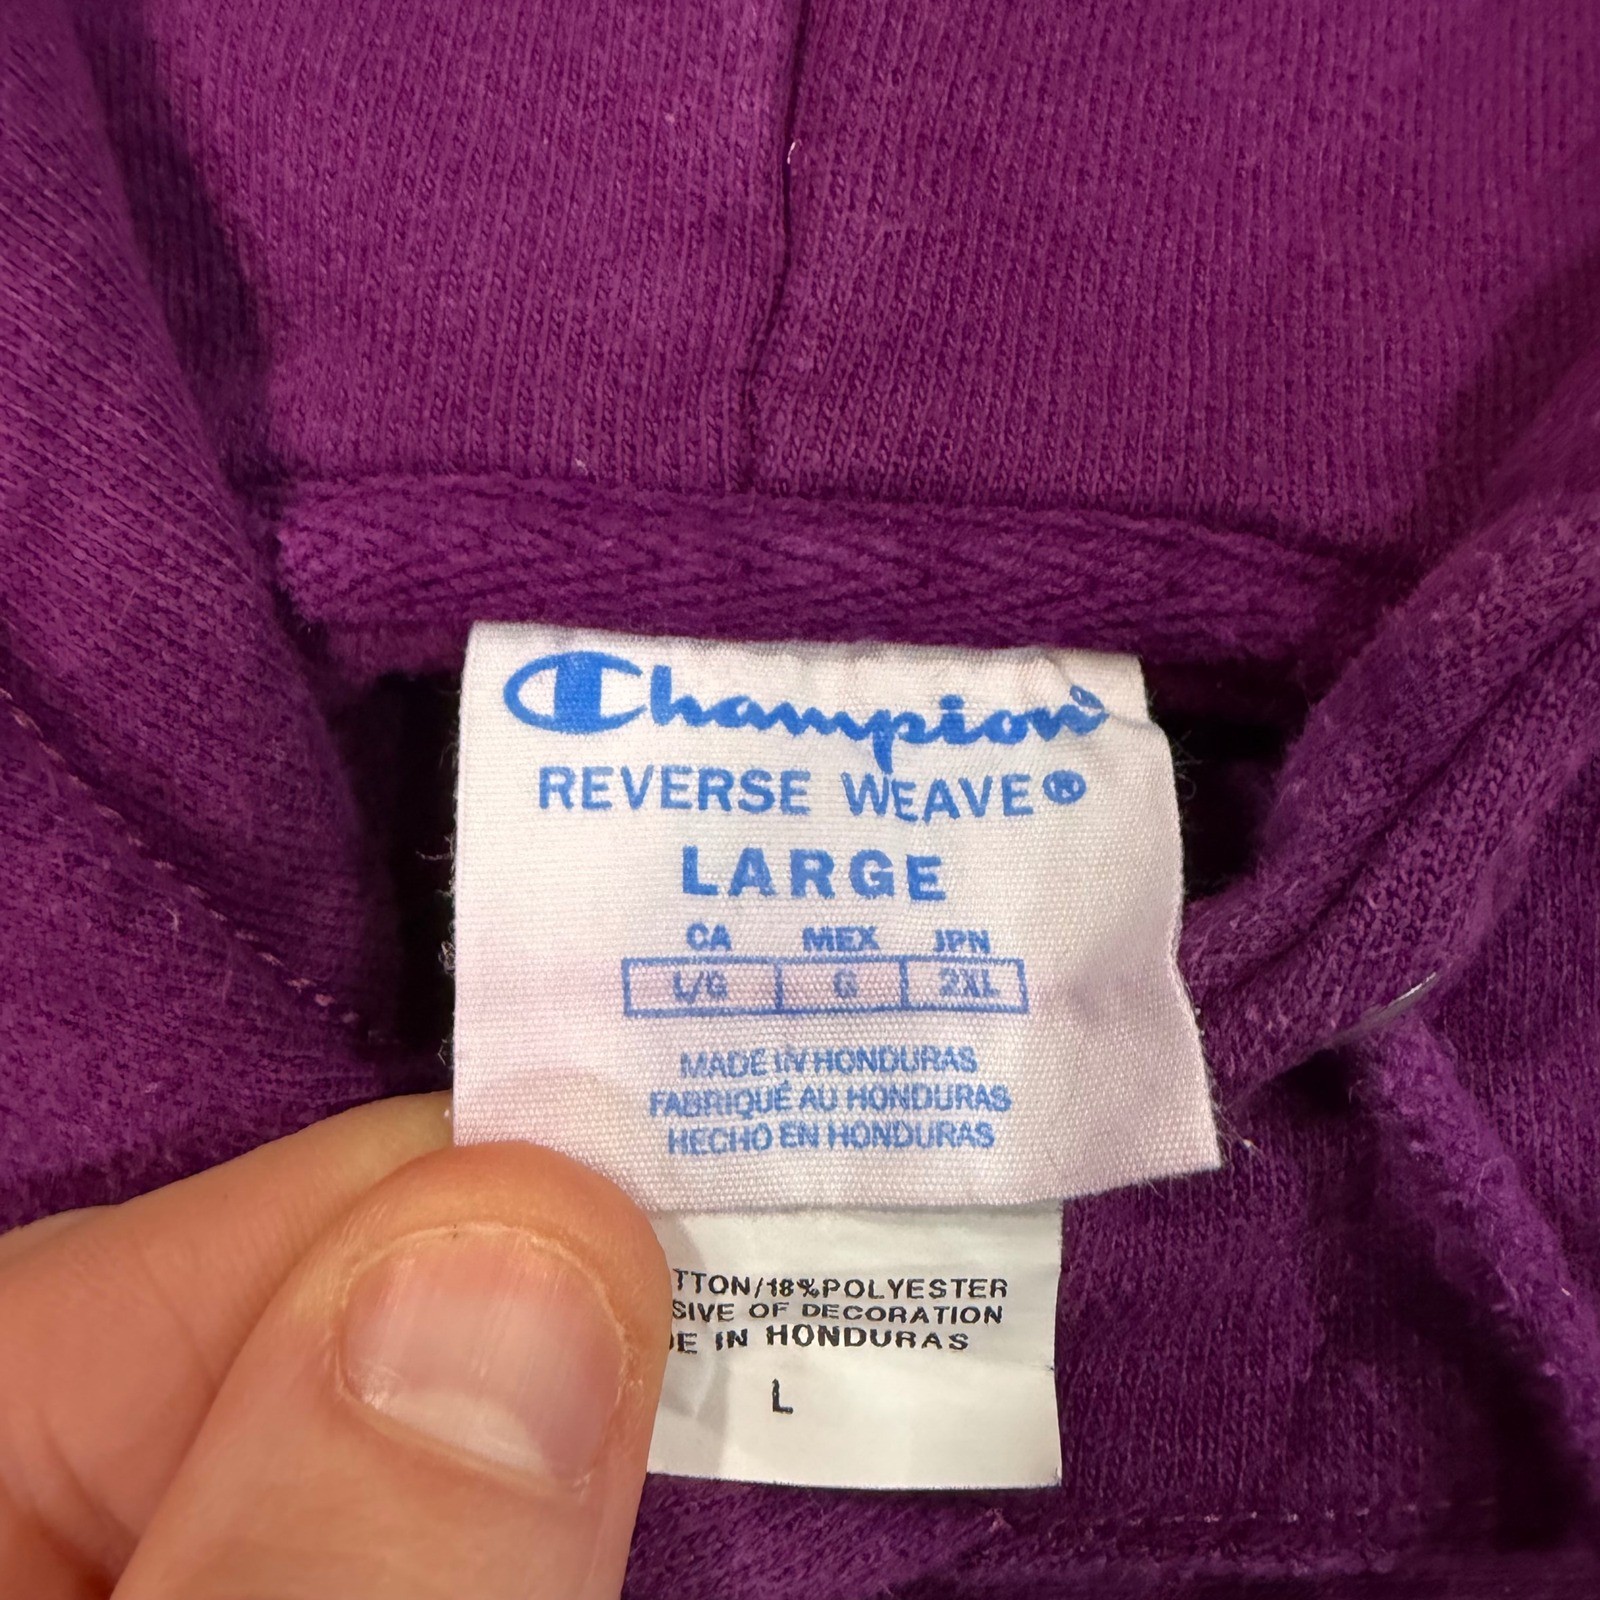 Champion®
REVERSE WEAVE®
LARGE
CA MEX JPN
L/G G 2XL
MADE IN HONDURAS
FABRIQUÉ AU HONDURAS
HECHO EN HONDURAS
TTON/18%POLYESTER
SIVE OF DECORATION
E IN HONDURAS
L